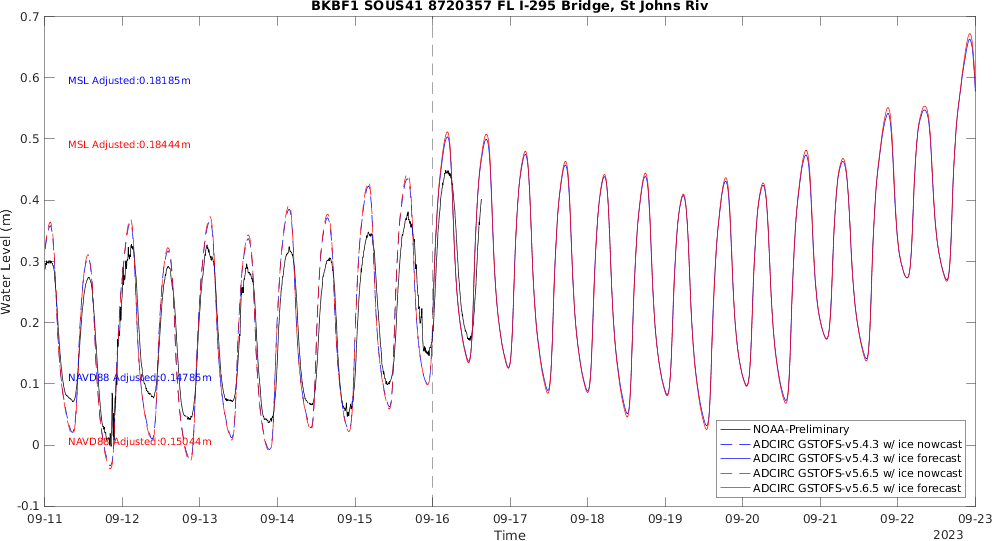 BKBF1 SOUS41 8720357 FL I-295 Bridge, St Johns Riv
0.7
0.6
0.5
0.4
0.3
0.2
0.1
0
-0.1
Water Level (m)
MSL Adjusted:0.18185m
MSL Adjusted:0.18444m
NAVD88 Adjusted:0.14785m
NAVD88 Adjusted:0.15044m
NOAA-Preliminary
ADCIRC GSTOFS-v5.4.3 w/ ice nowcast
ADCIRC GSTOFS-v5.4.3 w/ ice forecast
ADCIRC GSTOFS-v5.6.5 w/ ice nowcast
ADCIRC GSTOFS-v5.6.5 w/ ice forecast
09-11 09-12 09-13 09-14 09-15 09-16 09-17 09-18 09-19 09-20 09-21 09-22 09-23
Time
2023